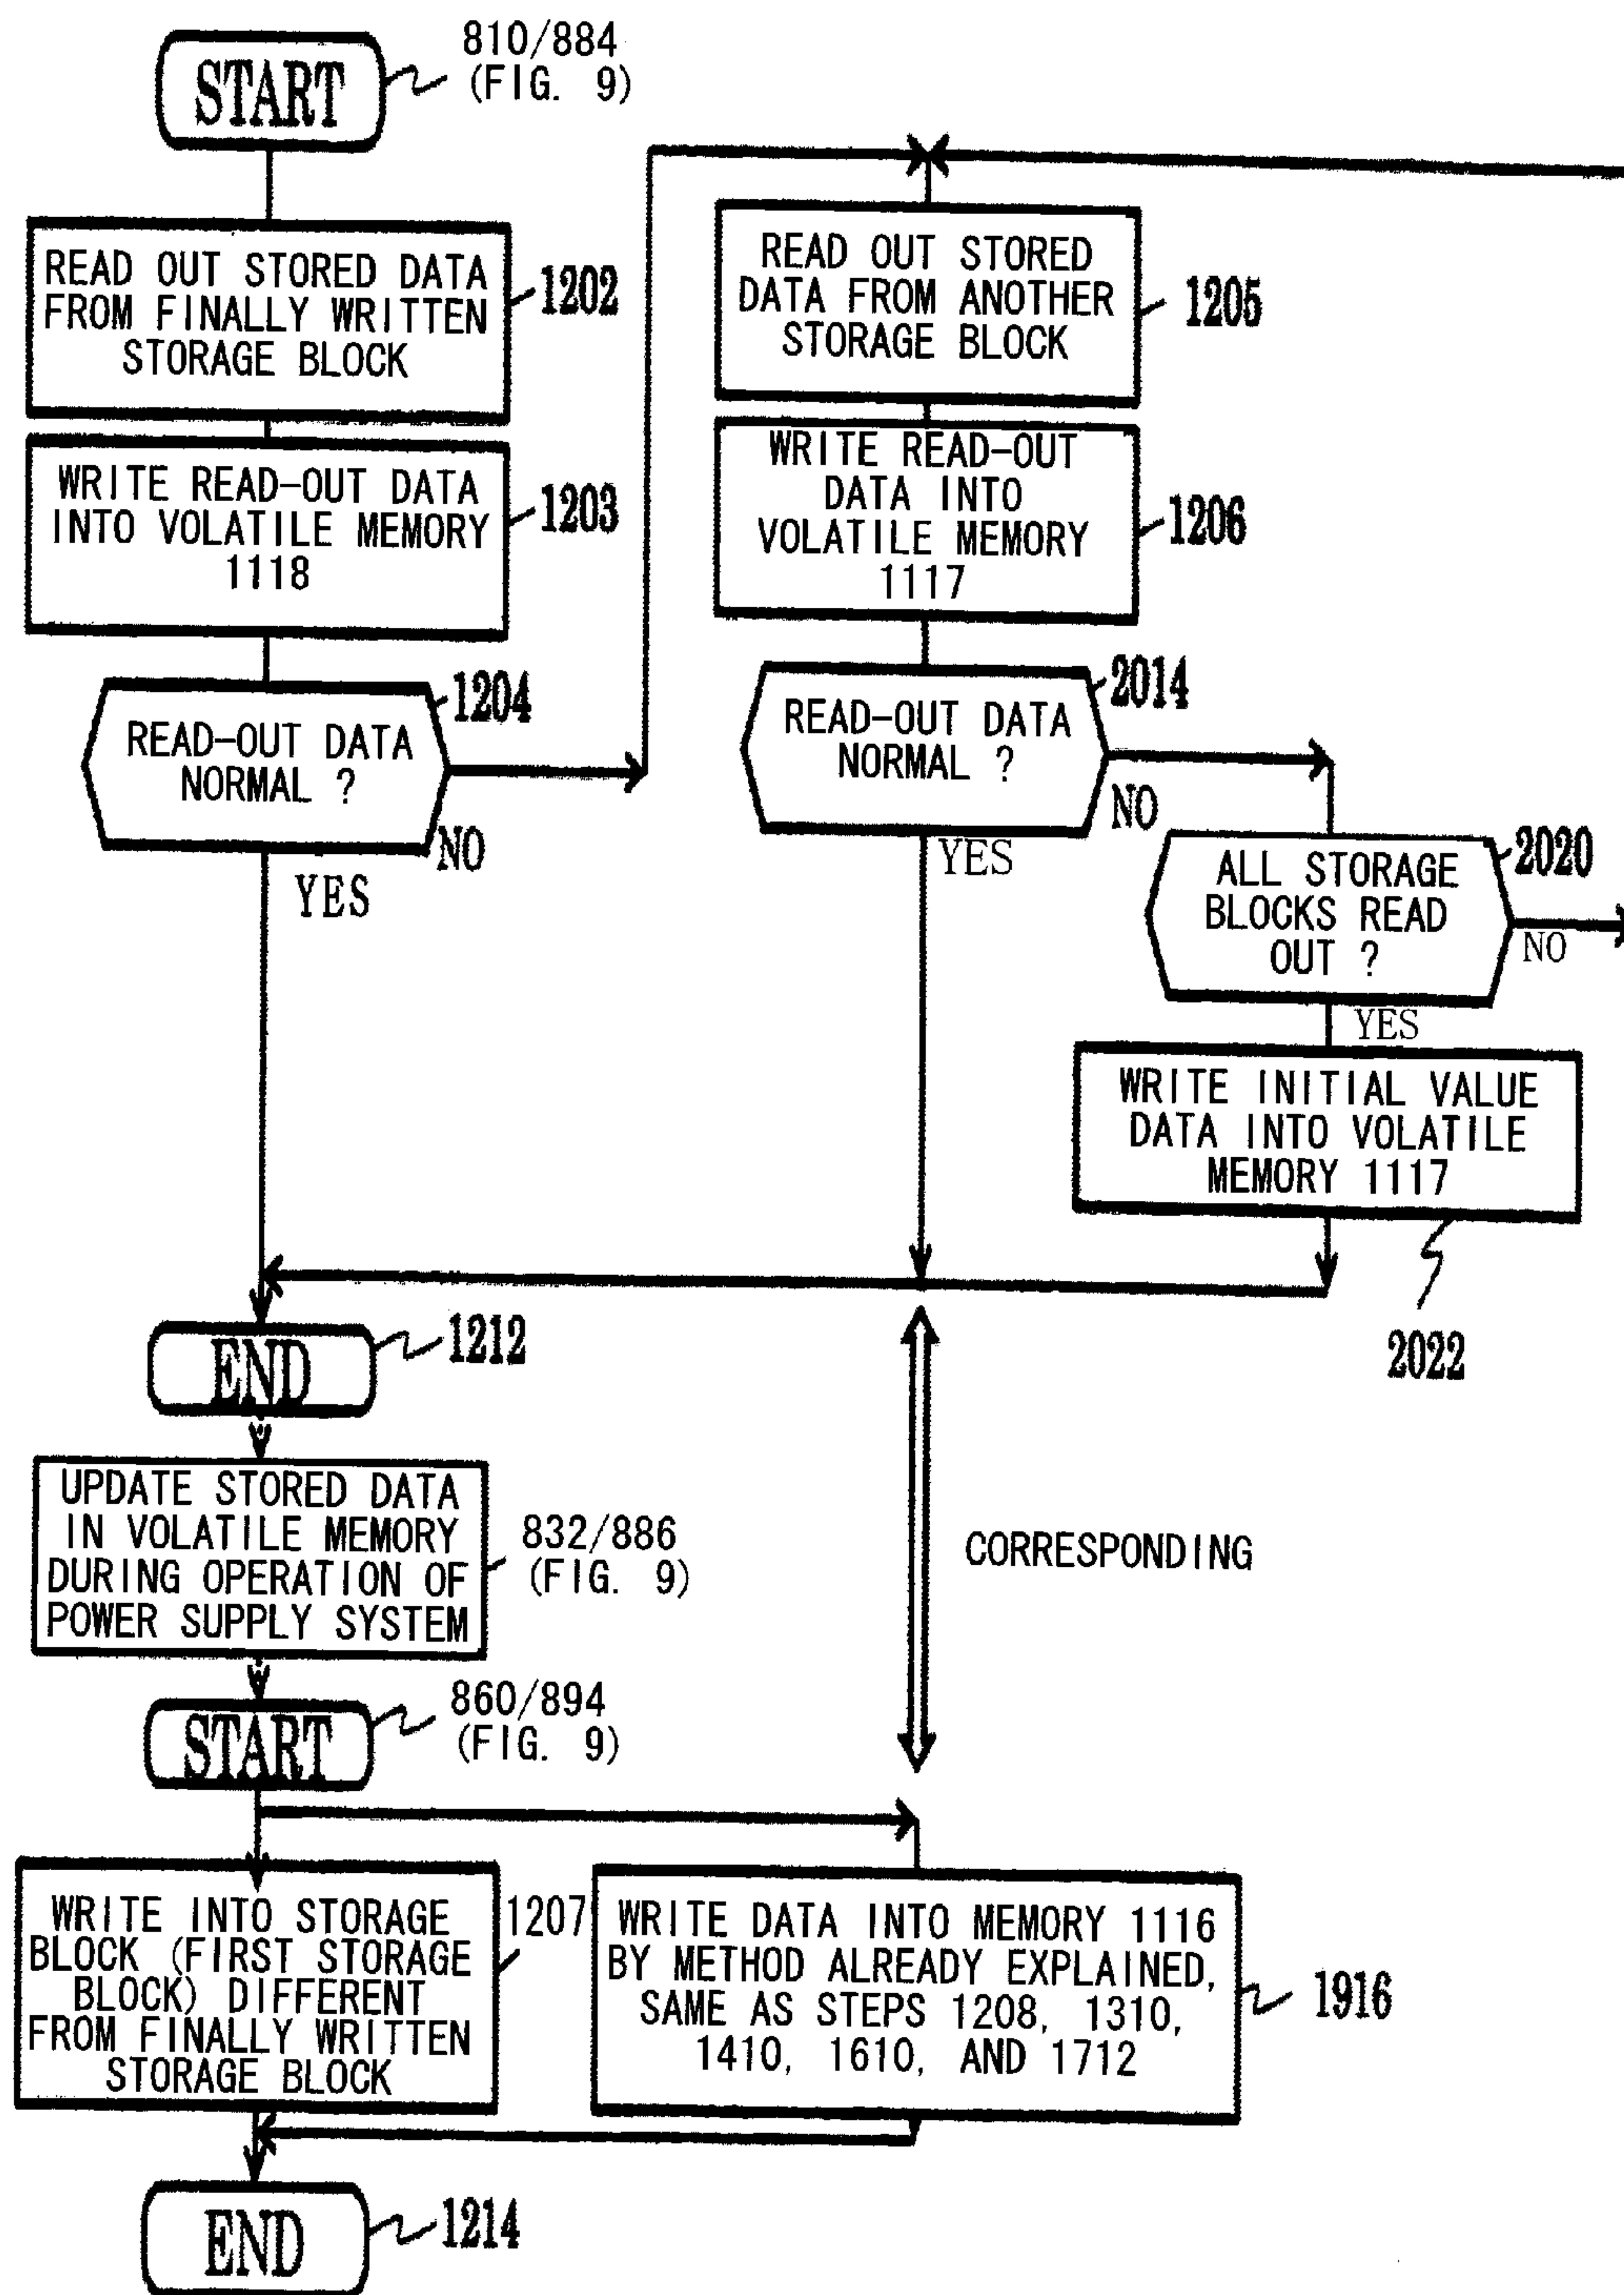 START
810/884
(FIG. 9)
READ OUT STORED DATA
FROM FINALLY WRITTEN
STORAGE BLOCK
1202
WRITE READ-OUT DATA
INTO VOLATILE MEMORY
1118
1203
READ-OUT DATA
NORMAL ?
1204
NO
YES
READ OUT STORED
DATA FROM ANOTHER
STORAGE BLOCK
1205
WRITE READ-OUT
DATA INTO
VOLATILE MEMORY
1117
1206
READ-OUT DATA
NORMAL ?
2014
NO
YES
ALL STORAGE
BLOCKS READ
OUT ?
2020
NO
YES
WRITE INITIAL VALUE
DATA INTO VOLATILE
MEMORY 1117
2022
END
1212
UPDATE STORED DATA
IN VOLATILE MEMORY
DURING OPERATION OF
POWER SUPPLY SYSTEM
832/886
(FIG. 9)
CORRESPONDING
START
860/894
(FIG. 9)
WRITE INTO STORAGE
BLOCK (FIRST STORAGE
BLOCK) DIFFERENT
FROM FINALLY WRITTEN
STORAGE BLOCK
1207
WRITE DATA INTO MEMORY 1116
BY METHOD ALREADY EXPLAINED,
SAME AS STEPS 1208, 1310,
1410, 1610, AND 1712
1916
END
1214